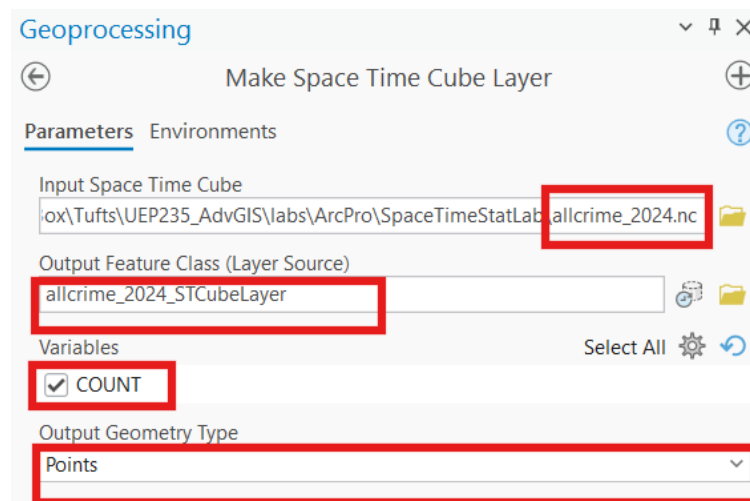 Geoprocessing
Make Space Time Cube Layer
Parameters Environments
Input Space Time Cube
ox\Tufts\UEP235_AdvGIS\labs\ArcPro\SpaceTimeStatLab\allcrime_2024.nc
Output Feature Class (Layer Source)
allcrime_2024_STCubeLayer
Variables Select All
COUNT
Output Geometry Type
Points